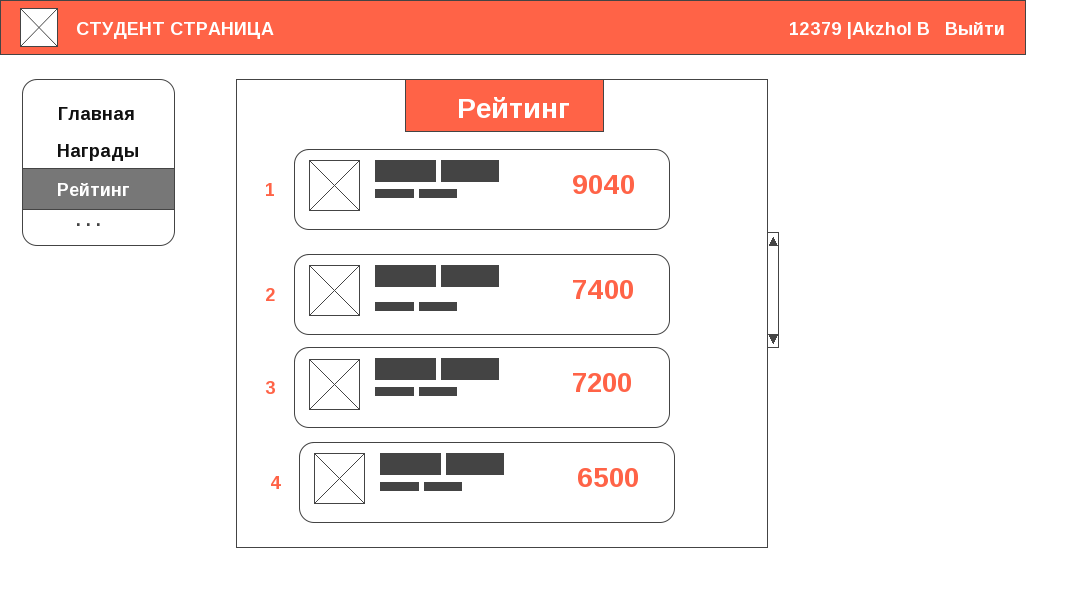 СТУДЕНТ СТРАНИЦА
12379 |Akzhol B Выйти
Главная
Награды
Рейтинг
. . .
Рейтинг
1 9040
2 7400
3 7200
4 6500